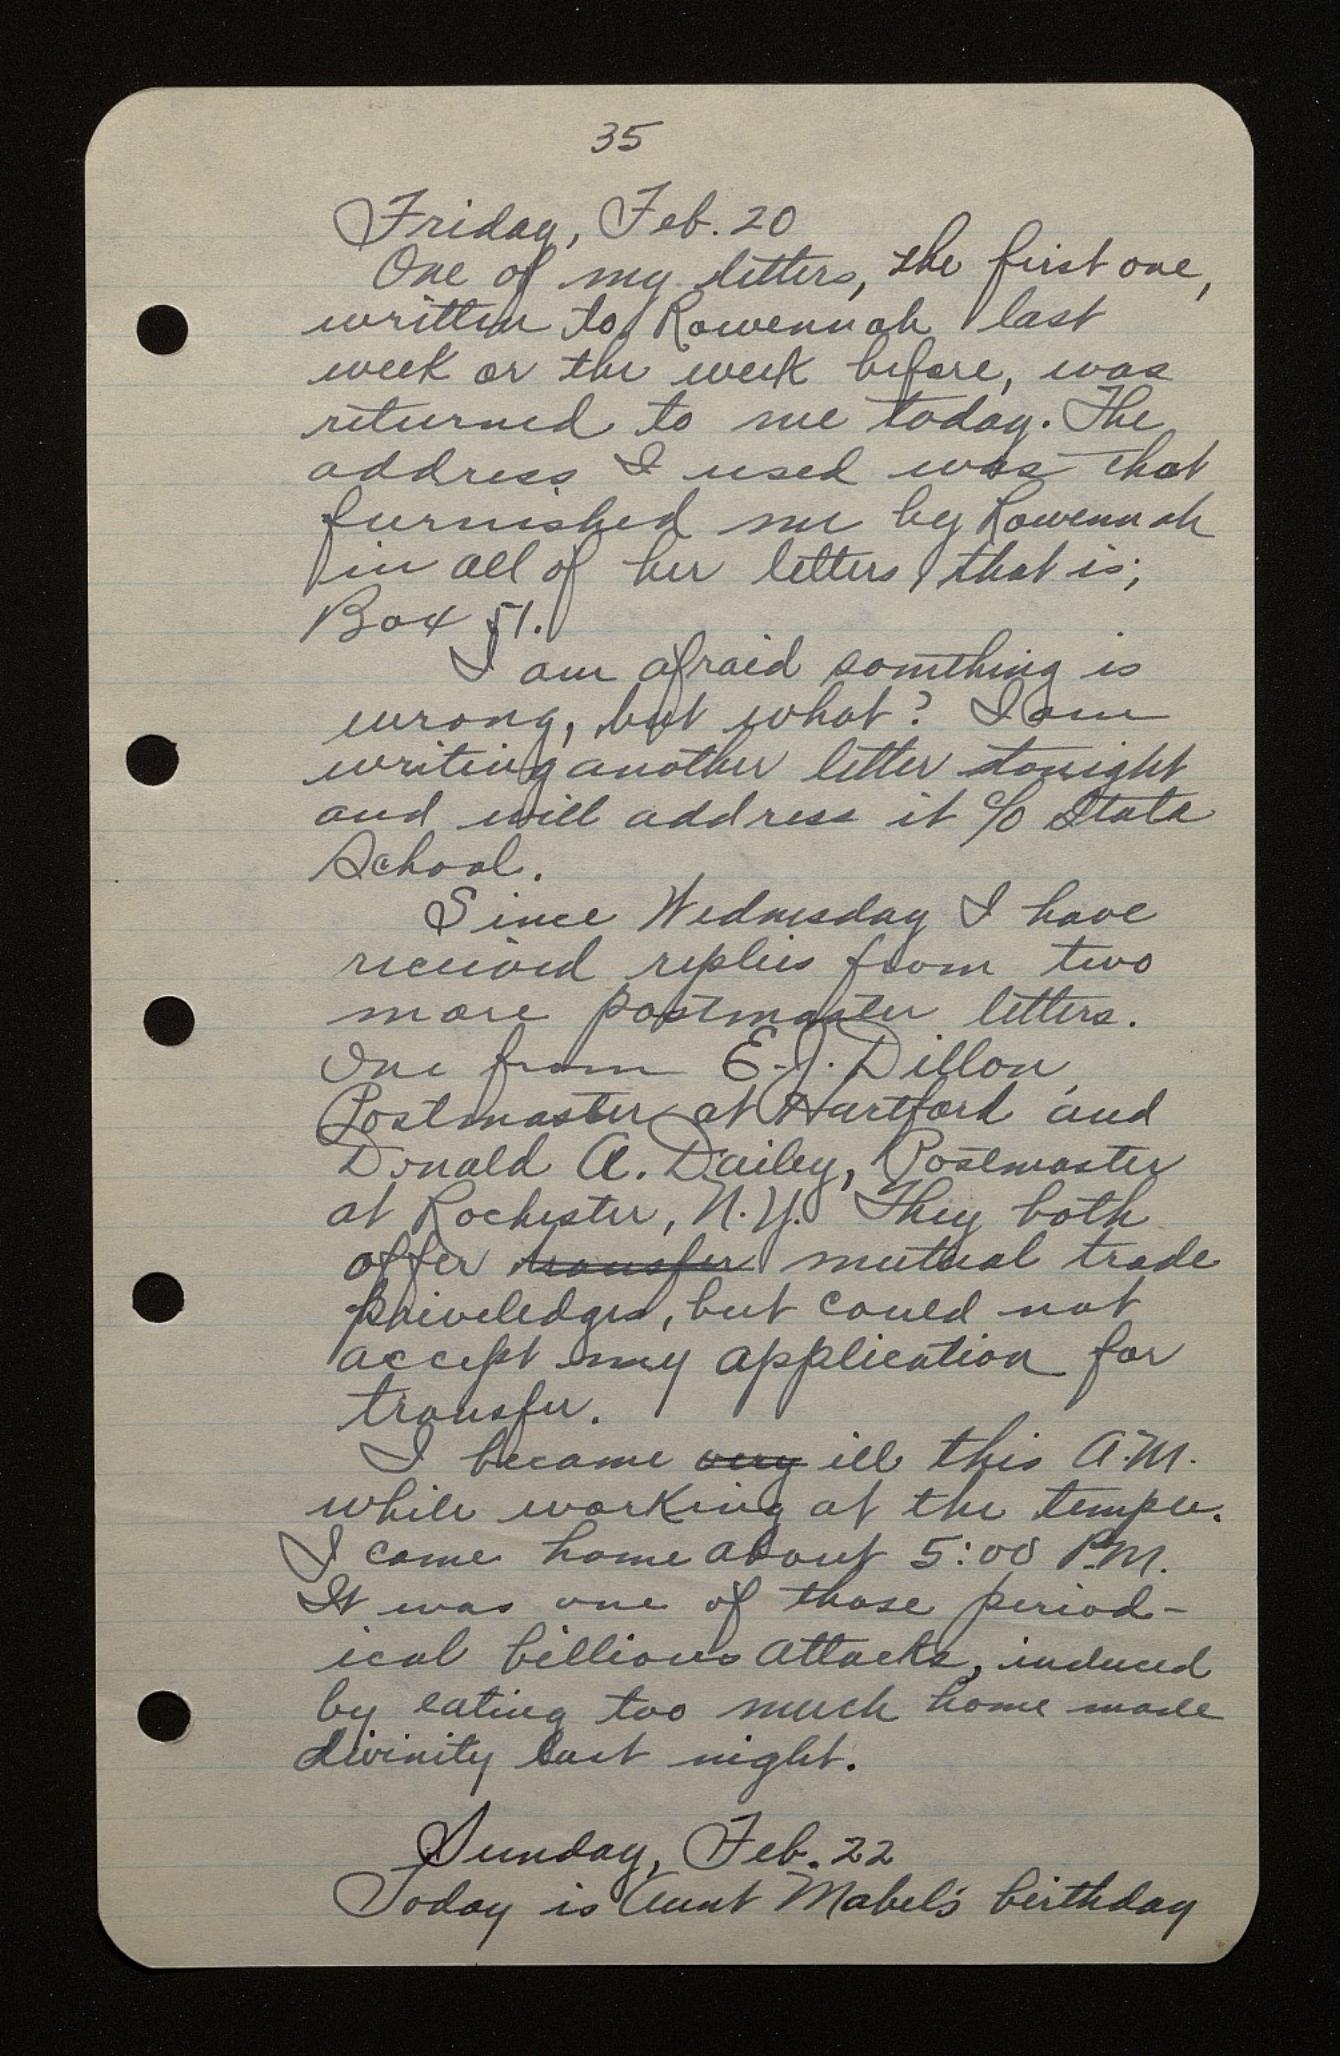 35
Friday, Feb. 20
One of my letters, the first one,
written to Rowennah last
week or the week before, was
returned to me today. The
address I used was that
furnished me by Rowennah
in all of her letters, that is;
Box 51.
I am afraid somthing is
wrong, but what? I am
writing another letter tonight
and will address it c/o State
School.
Since Wednesday I have
received replies from two
more postmaster letters.
One from E.J. Dillon,
Postmaster at Hartford and
Donald A. Dailey, Postmaster
at Rochester, N.Y. They both
offer transfer mutual trade
priveledges, but could not
accept my application for
transfer.
I became very ill this A.M.
while working at the temple.
I came home about 5:00 P.M.
It was one of those period-
ical billious attacks, induced
by eating too much home made
divinity last night.
Sunday, Feb. 22
Today is Aunt Mabel's birthday